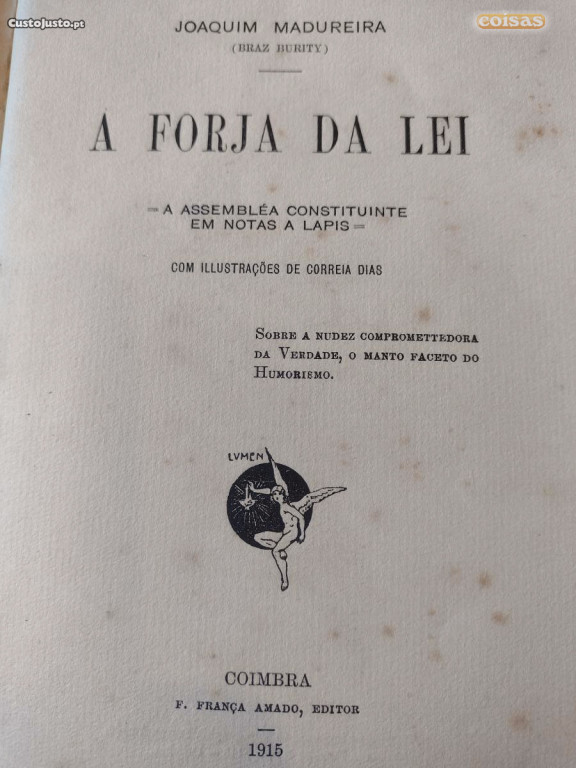 CustoJusto.pt
coisas
JOAQUIM MADUREIRA
(BRAZ BURITY)
A FORJA DA LEI
= A ASSEMBLÉA CONSTITUINTE
EM NOTAS A LAPIS =
COM ILLUSTRAÇÕES DE CORREIA DIAS
SOBRE A NUDEZ COMPROMETTEDORA
DA VERDADE, O MANTO FACETO DO
HUMORISMO.
LVMEN
COIMBRA
F. FRANÇA AMADO, EDITOR
1915